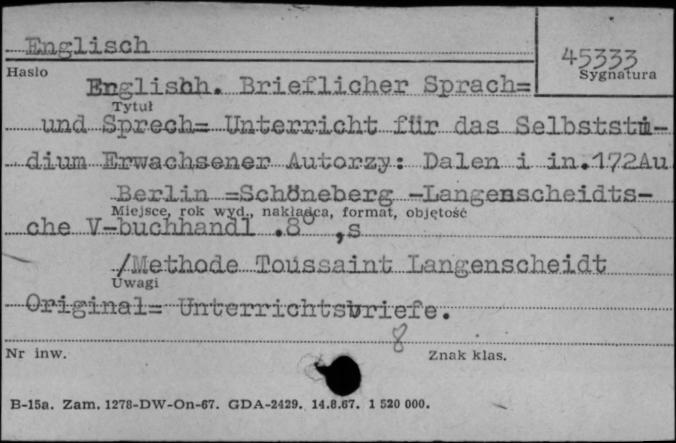 Englisch
45333
Hasło
Sygnatura
Englishh. Brieflicher Sprach=
Tytuł
und Sprech= Unterricht für das Selbststu-
dium Erwachsener Autorzy: Dalen i in.172Au
Berlin =Schöneberg -Langenscheidts-
Miejsce, rok wyd., nakładca, format, objętość
che V-buchhandl .8° ,s
/Methode Toussaint Langenscheidt
Uwagi
Original= Unterrichtsbriefe.
8
Nr inw.
Znak klas.
B-15a. Zam. 1278-DW-On-67. GDA-2429. 14.8.67. 1 520 000.